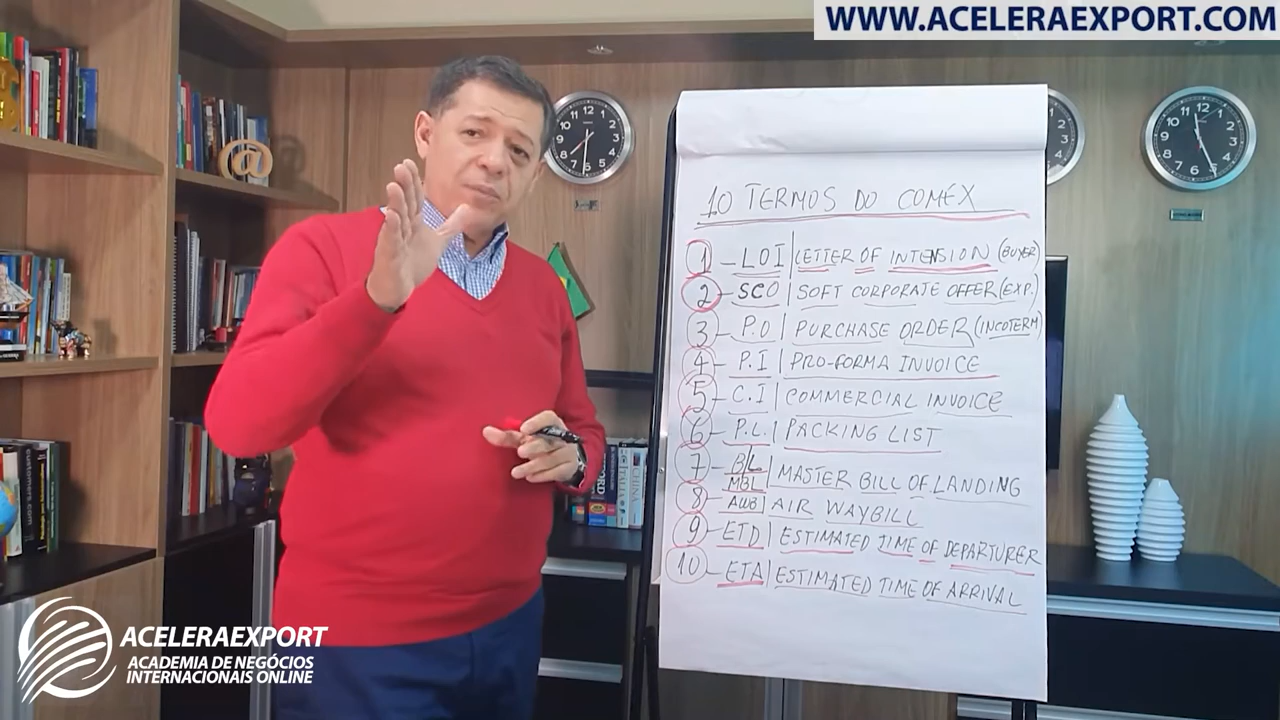 WWW.ACELERAEXPORT.COM
10 TERMOS DO COMEX
1 - LOI | LETTER OF INTENSION (BUYER)
2 - SCO | SOFT CORPORATE OFFER (EXP.)
3 - P.O | PURCHASE ORDER (INCOTERM)
4 - P.I | PRO-FORMA INVOICE
5 - C.I | COMMERCIAL INVOICE
6 - P.L. | PACKING LIST
7 - B/L MBL | MASTER BILL OF LANDING
8 - AWB | AIR WAYBILL
9 - ETD | ESTIMATED TIME OF DEPARTURER
10 - ETA | ESTIMATED TIME OF ARRIVAL
ACELERAEXPORT
ACADEMIA DE NEGÓCIOS
INTERNACIONAIS ONLINE